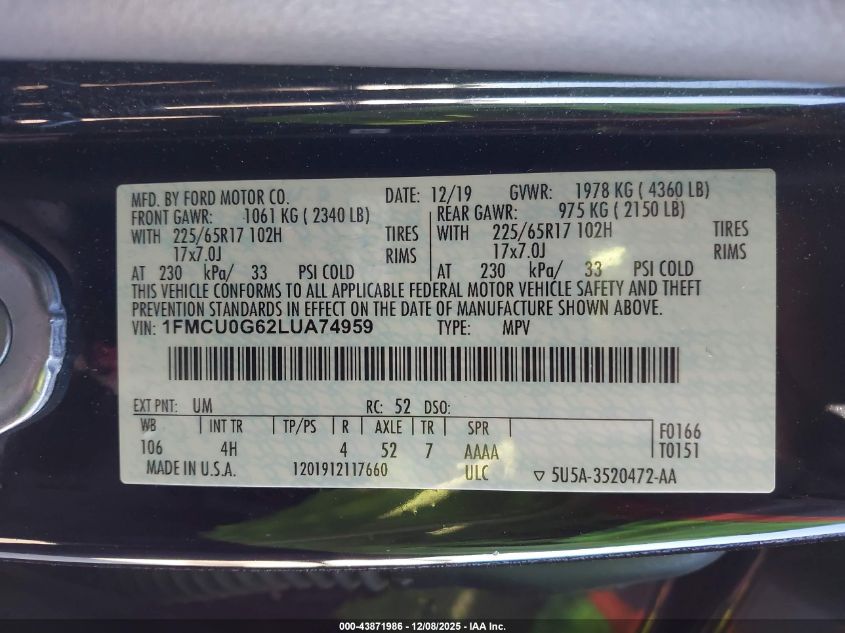 MFD. BY FORD MOTOR CO. DATE: 12/19 GVWR: 1978 KG ( 4360 LB)
FRONT GAWR: 1061 KG ( 2340 LB) REAR GAWR: 975 KG ( 2150 LB)
WITH 225/65R17 102H TIRES WITH 225/65R17 102H TIRES
17x7.0J RIMS 17x7.0J RIMS
AT 230 kPa/ 33 PSI COLD AT 230 kPa/ 33 PSI COLD
THIS VEHICLE CONFORMS TO ALL APPLICABLE FEDERAL MOTOR VEHICLE SAFETY AND THEFT
PREVENTION STANDARDS IN EFFECT ON THE DATE OF MANUFACTURE SHOWN ABOVE.
VIN: 1FMCU0G62LUA74959 TYPE: MPV
EXT PNT: UM RC: 52 DSO:
WB INT TR TP/PS R AXLE TR SPR F0166
106 4H 4 52 7 AAAA T0151
MADE IN U.S.A. 1201912117660 ULC ▽ 5U5A-3520472-AA
000-43871986 - 12/08/2025 - IAA Inc.